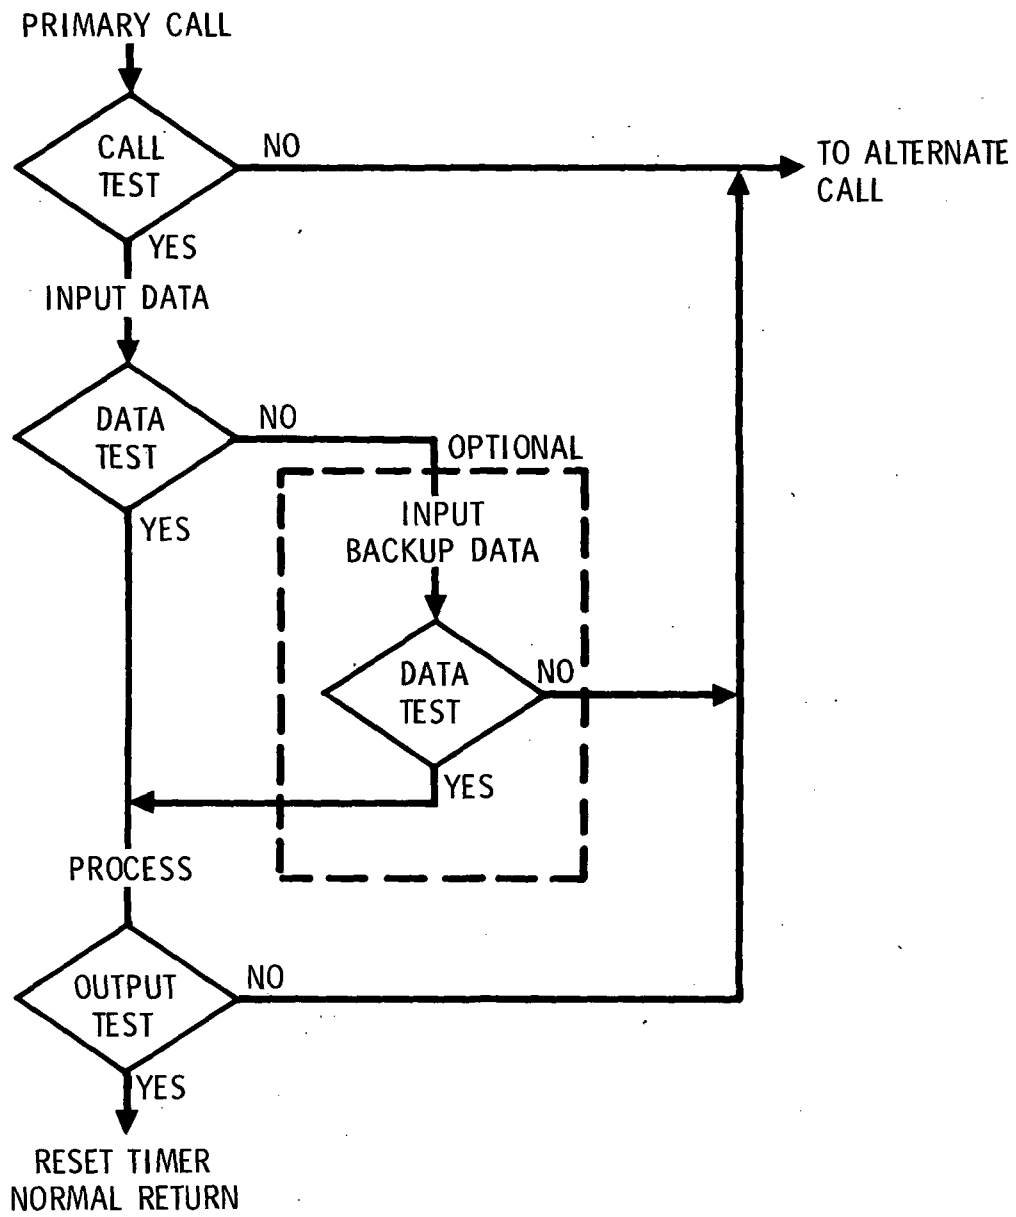 PRIMARY CALL
CALL
TEST
NO
TO ALTERNATE
CALL
YES
INPUT DATA
DATA
TEST
NO
OPTIONAL
YES
INPUT
BACKUP DATA
DATA
TEST
NO
YES
PROCESS
OUTPUT
TEST
NO
YES
RESET TIMER
NORMAL RETURN